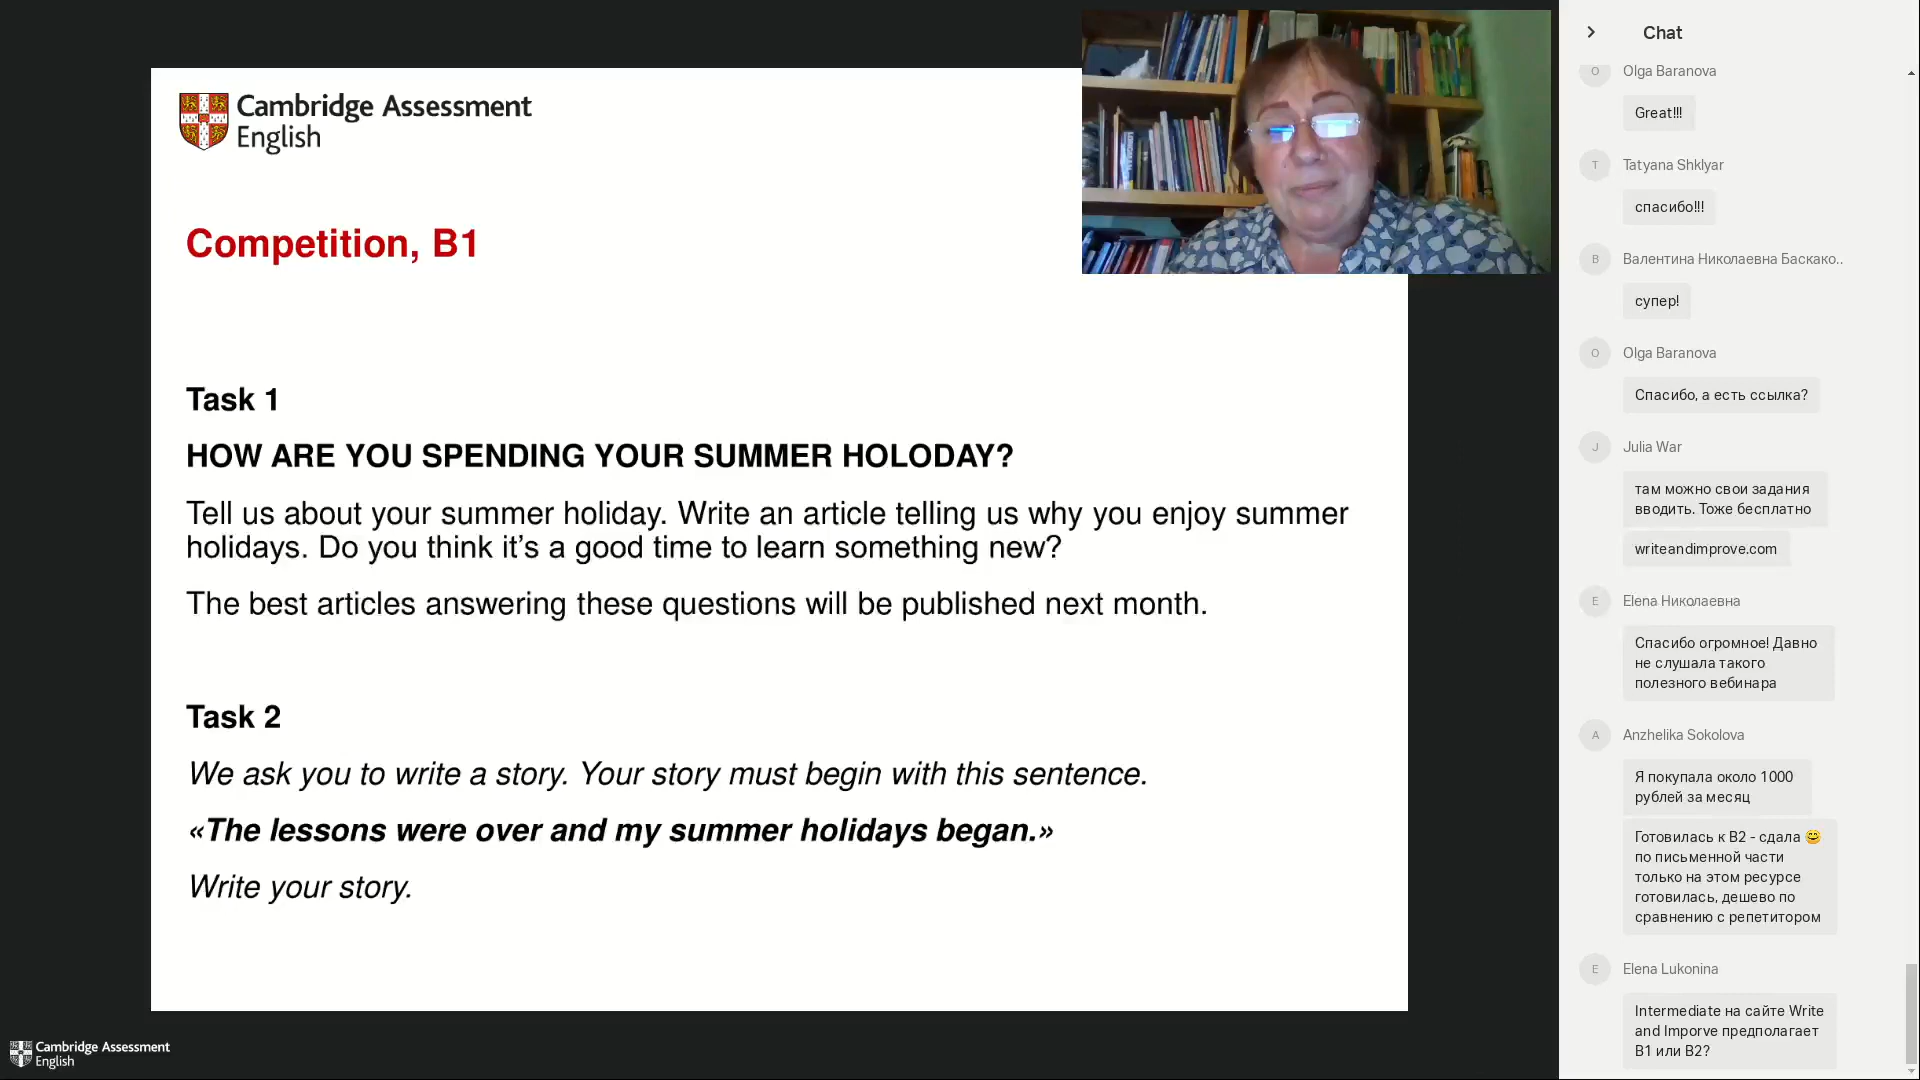 Cambridge Assessment
English
Competition, B1
Task 1
HOW ARE YOU SPENDING YOUR SUMMER HOLODAY?
Tell us about your summer holiday. Write an article telling us why you enjoy summer
holidays. Do you think it’s a good time to learn something new?
The best articles answering these questions will be published next month.
Task 2
We ask you to write a story. Your story must begin with this sentence.
«The lessons were over and my summer holidays began.»
Write your story.
Cambridge Assessment
English
Chat
O Olga Baranova
Great!!!
T Tatyana Shklyar
спасибо!!!
В Валентина Николаевна Баскако..
супер!
O Olga Baranova
Спасибо, а есть ссылка?
J Julia War
там можно свои задания
вводить. Тоже бесплатно
writeandimprove.com
E Elena Николаевна
Спасибо огромное! Давно
не слушала такого
полезного вебинара
A Anzhelika Sokolova
Я покупала около 1000
рублей за месяц
Готовилась к B2 - сдала 😊
по письменной части
только на этом ресурсе
готовилась, дешево по
сравнению с репетитором
E Elena Lukonina
Intermediate на сайте Write
and Imporve предполагает
B1 или B2?